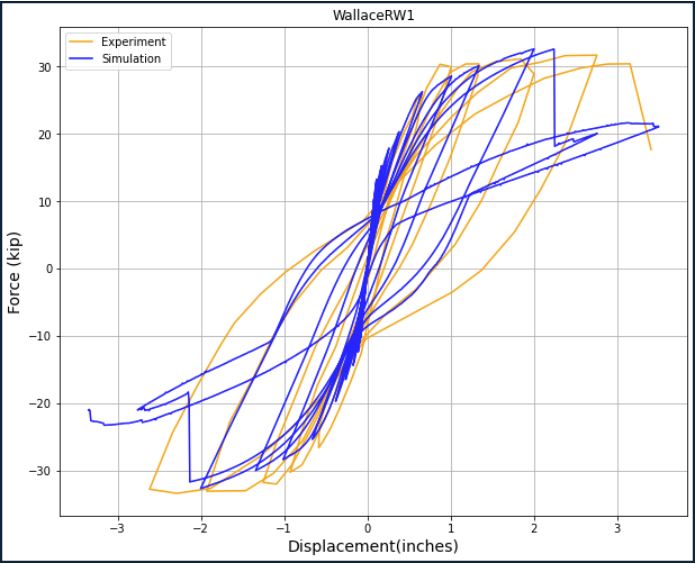 WallaceRW1
Experiment
Simulation
Force (kip)
30
20
10
0
−10
−20
−30
−3 −2 −1 0 1 2 3
Displacement(inches)